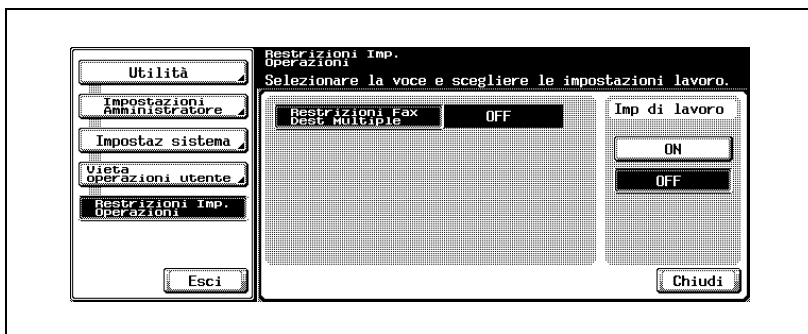 Utilità
Impostazioni
Amministratore
Impostaz sistema
Vieta
operazioni utente
Restrizioni Imp.
Operazioni
Esci
Restrizioni Imp.
Operazioni
Selezionare la voce e scegliere le impostazioni lavoro.
Restrizioni Fax
Dest Multiple
OFF
Imp di lavoro
ON
OFF
Chiudi